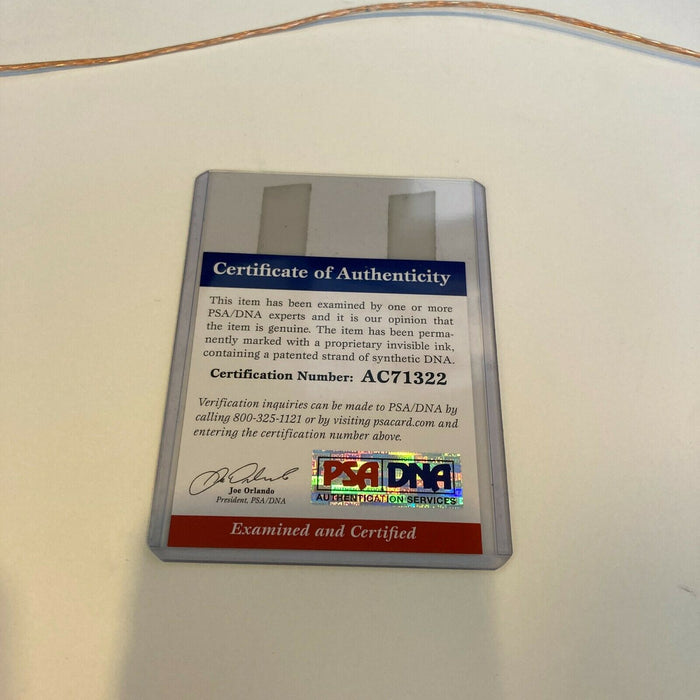 Certificate of Authenticity
This item has been examined by one or more
PSA/DNA experts and it is our opinion that
the item is genuine. The item has been perma-
nently marked with a proprietary invisible ink,
containing a patented strand of synthetic DNA.
Certification Number: AC71322
Verification inquiries can be made to PSA/DNA by
calling 800-325-1121 or by visiting psacard.com and
entering the certification number above.
Joe Orlando
President, PSA/DNA
PSA DNA
AUTHENTICATION SERVICES
Examined and Certified